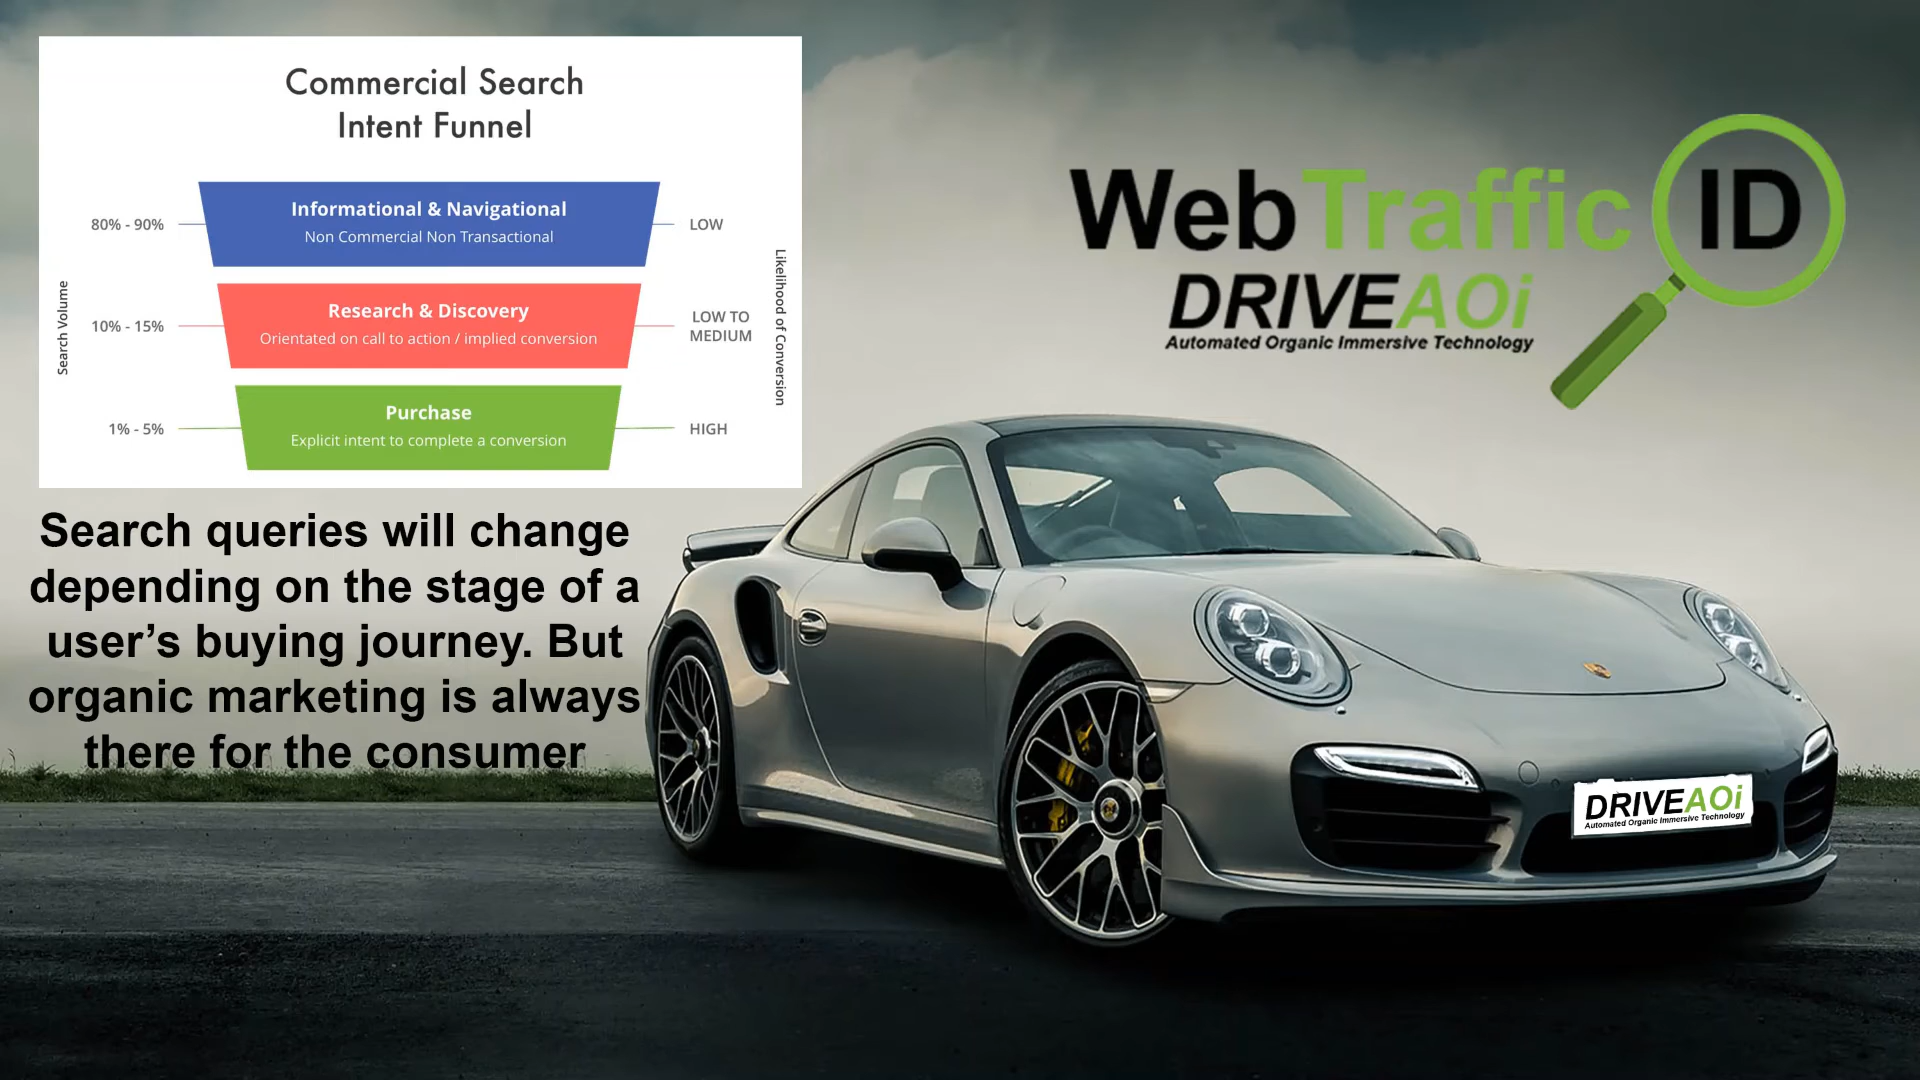 Commercial Search
Intent Funnel
Informational & Navigational
Non Commercial Non Transactional
80% - 90%
LOW
Research & Discovery
Orientated on call to action / implied conversion
10% - 15%
LOW TO
MEDIUM
Purchase
Explicit intent to complete a conversion
1% - 5%
HIGH
Search Volume
Likelihood of Conversion
Search queries will change
depending on the stage of a
user’s buying journey. But
organic marketing is always
there for the consumer
WebTraffic ID
DRIVEAOi
Automated Organic Immersive Technology
DRIVEAOi
Automated Organic Immersive Technology